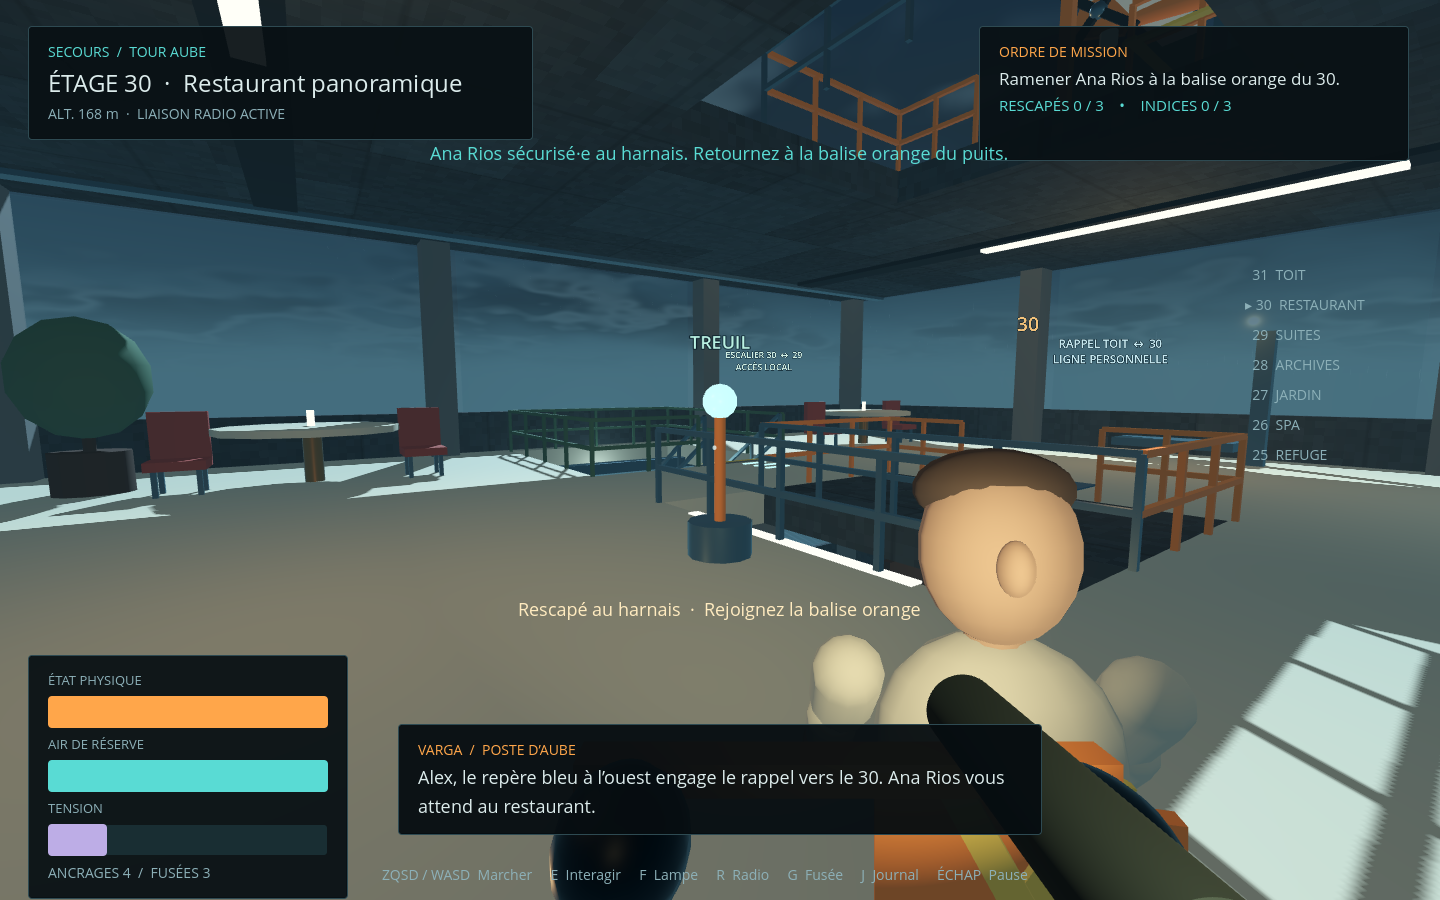 SECOURS / TOUR AUBE
ÉTAGE 30 · Restaurant panoramique
ALT. 168 m · LIAISON RADIO ACTIVE
ORDRE DE MISSION
Ramener Ana Rios à la balise orange du 30.
RESCAPÉS 0 / 3 • INDICES 0 / 3
Ana Rios sécurisé·e au harnais. Retournez à la balise orange du puits.
31 TOIT
▸ 30 RESTAURANT
29 SUITES
28 ARCHIVES
27 JARDIN
26 SPA
25 REFUGE
30
RAPPEL TOIT ↔ 30
LIGNE PERSONNELLE
TREUIL
ESCALIER 30 ↔ 29
ACCÈS LOCAL
Rescapé au harnais · Rejoignez la balise orange
ÉTAT PHYSIQUE
AIR DE RÉSERVE
TENSION
ANCRAGES 4 / FUSÉES 3
VARGA / POSTE D'AUBE
Alex, le repère bleu à l'ouest engage le rappel vers le 30. Ana Rios vous
attend au restaurant.
ZQSD / WASD Marcher E Interagir F Lampe R Radio G Fusée J Journal ÉCHAP Pause